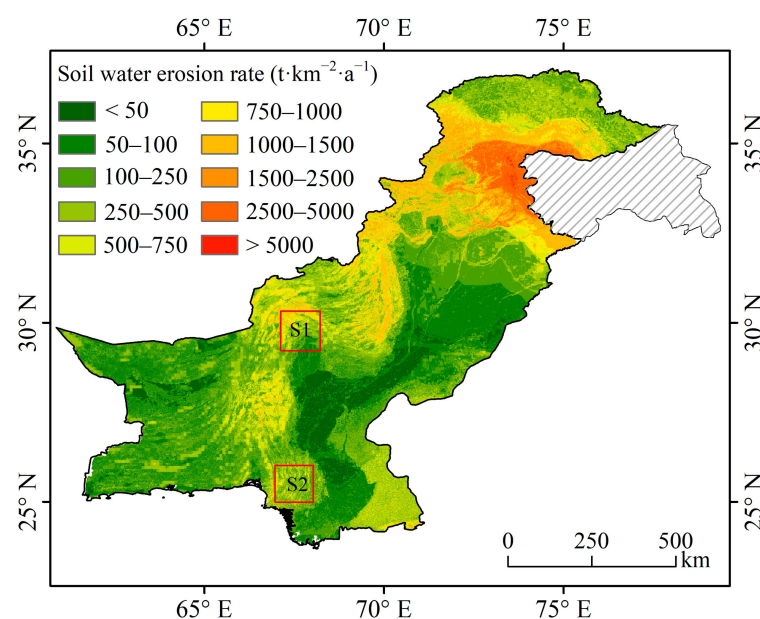 65° E 70° E 75° E
Soil water erosion rate (t·km⁻²·a⁻¹)
< 50 750–1000
50–100 1000–1500
100–250 1500–2500
250–500 2500–5000
500–750 > 5000
35° N 35° N
30° N 30° N
25° N 25° N
S1
S2
0 250 500
km
65° E 70° E 75° E